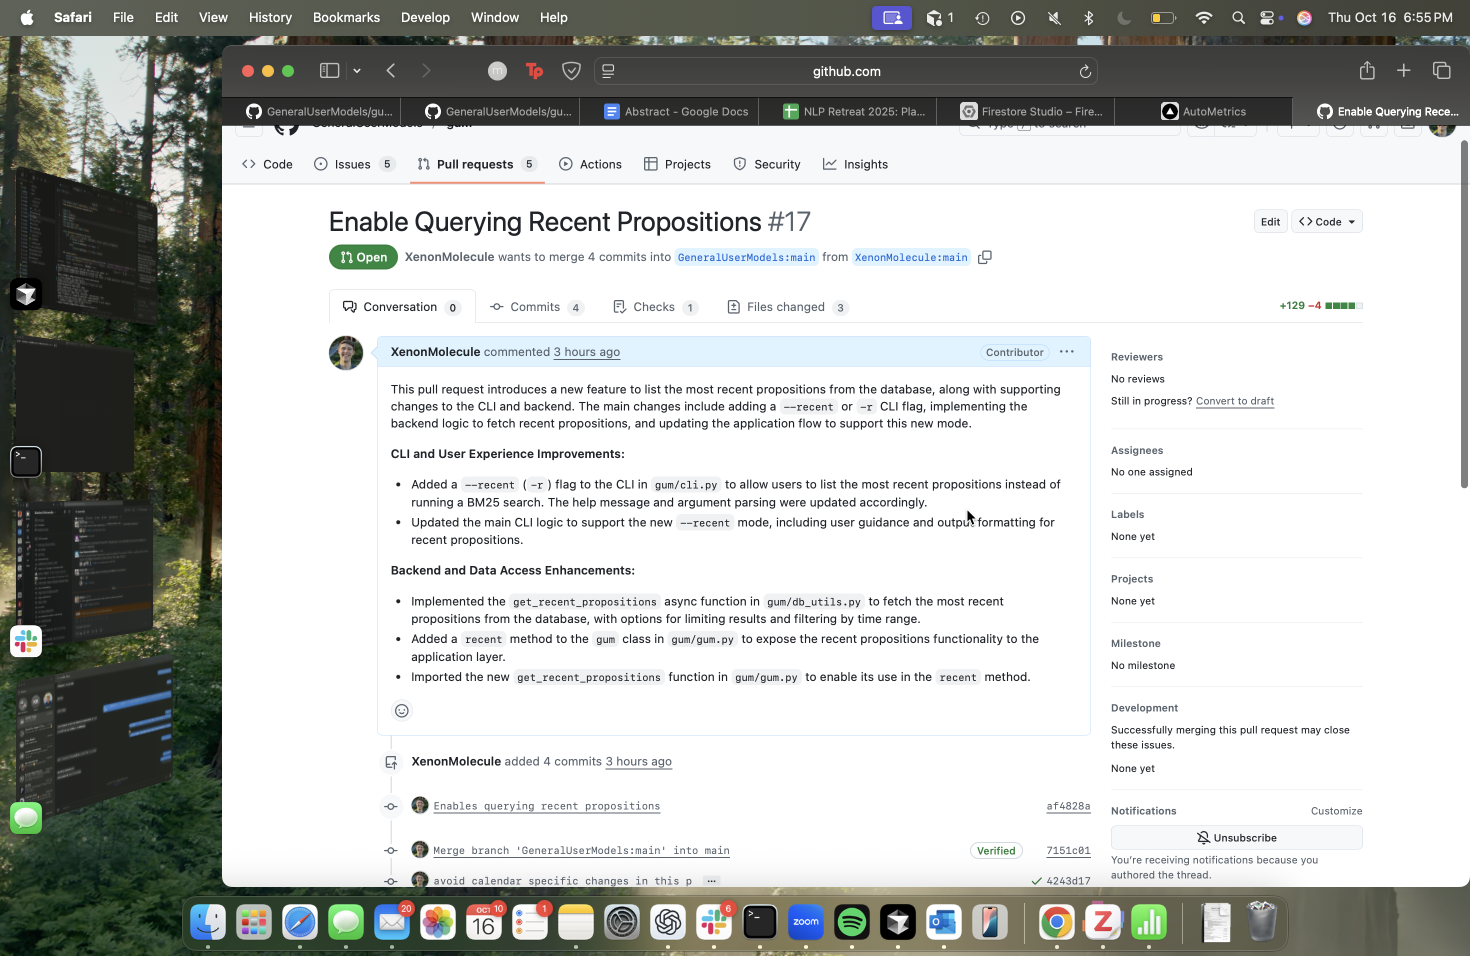 Safari File Edit View History Bookmarks Develop Window Help 1 Thu Oct 16 6:55 PM
github.com
GeneralUserModels/gu... GeneralUserModels/gu... Abstract – Google Docs NLP Retreat 2025: Pla... Firestore Studio – Fire... AutoMetrics Enable Querying Rece...
Code Issues 5 Pull requests 5 Actions Projects Security Insights
Enable Querying Recent Propositions #17
Edit Code
Open XenonMolecule wants to merge 4 commits into GeneralUserModels:main from XenonMolecule:main
Conversation 0 Commits 4 Checks 1 Files changed 3
+129 −4
XenonMolecule commented 3 hours ago Contributor
This pull request introduces a new feature to list the most recent propositions from the database, along with supporting
changes to the CLI and backend. The main changes include adding a --recent or -r CLI flag, implementing the
backend logic to fetch recent propositions, and updating the application flow to support this new mode.
CLI and User Experience Improvements:
• Added a --recent ( -r ) flag to the CLI in gum/cli.py to allow users to list the most recent propositions instead of
running a BM25 search. The help message and argument parsing were updated accordingly.
• Updated the main CLI logic to support the new --recent mode, including user guidance and output formatting for
recent propositions.
Backend and Data Access Enhancements:
• Implemented the get_recent_propositions async function in gum/db_utils.py to fetch the most recent
propositions from the database, with options for limiting results and filtering by time range.
• Added a recent method to the gum class in gum/gum.py to expose the recent propositions functionality to the
application layer.
• Imported the new get_recent_propositions function in gum/gum.py to enable its use in the recent method.
XenonMolecule added 4 commits 3 hours ago
Enables querying recent propositions af4828a
Merge branch 'GeneralUserModels:main' into main Verified 7151c01
avoid calendar specific changes in this p ... 4243d17
Reviewers
No reviews
Still in progress? Convert to draft
Assignees
No one assigned
Labels
None yet
Projects
None yet
Milestone
No milestone
Development
Successfully merging this pull request may close
these issues.
None yet
Notifications Customize
Unsubscribe
You're receiving notifications because you
authored the thread.
20 OCT 10 16 1 6 zoom